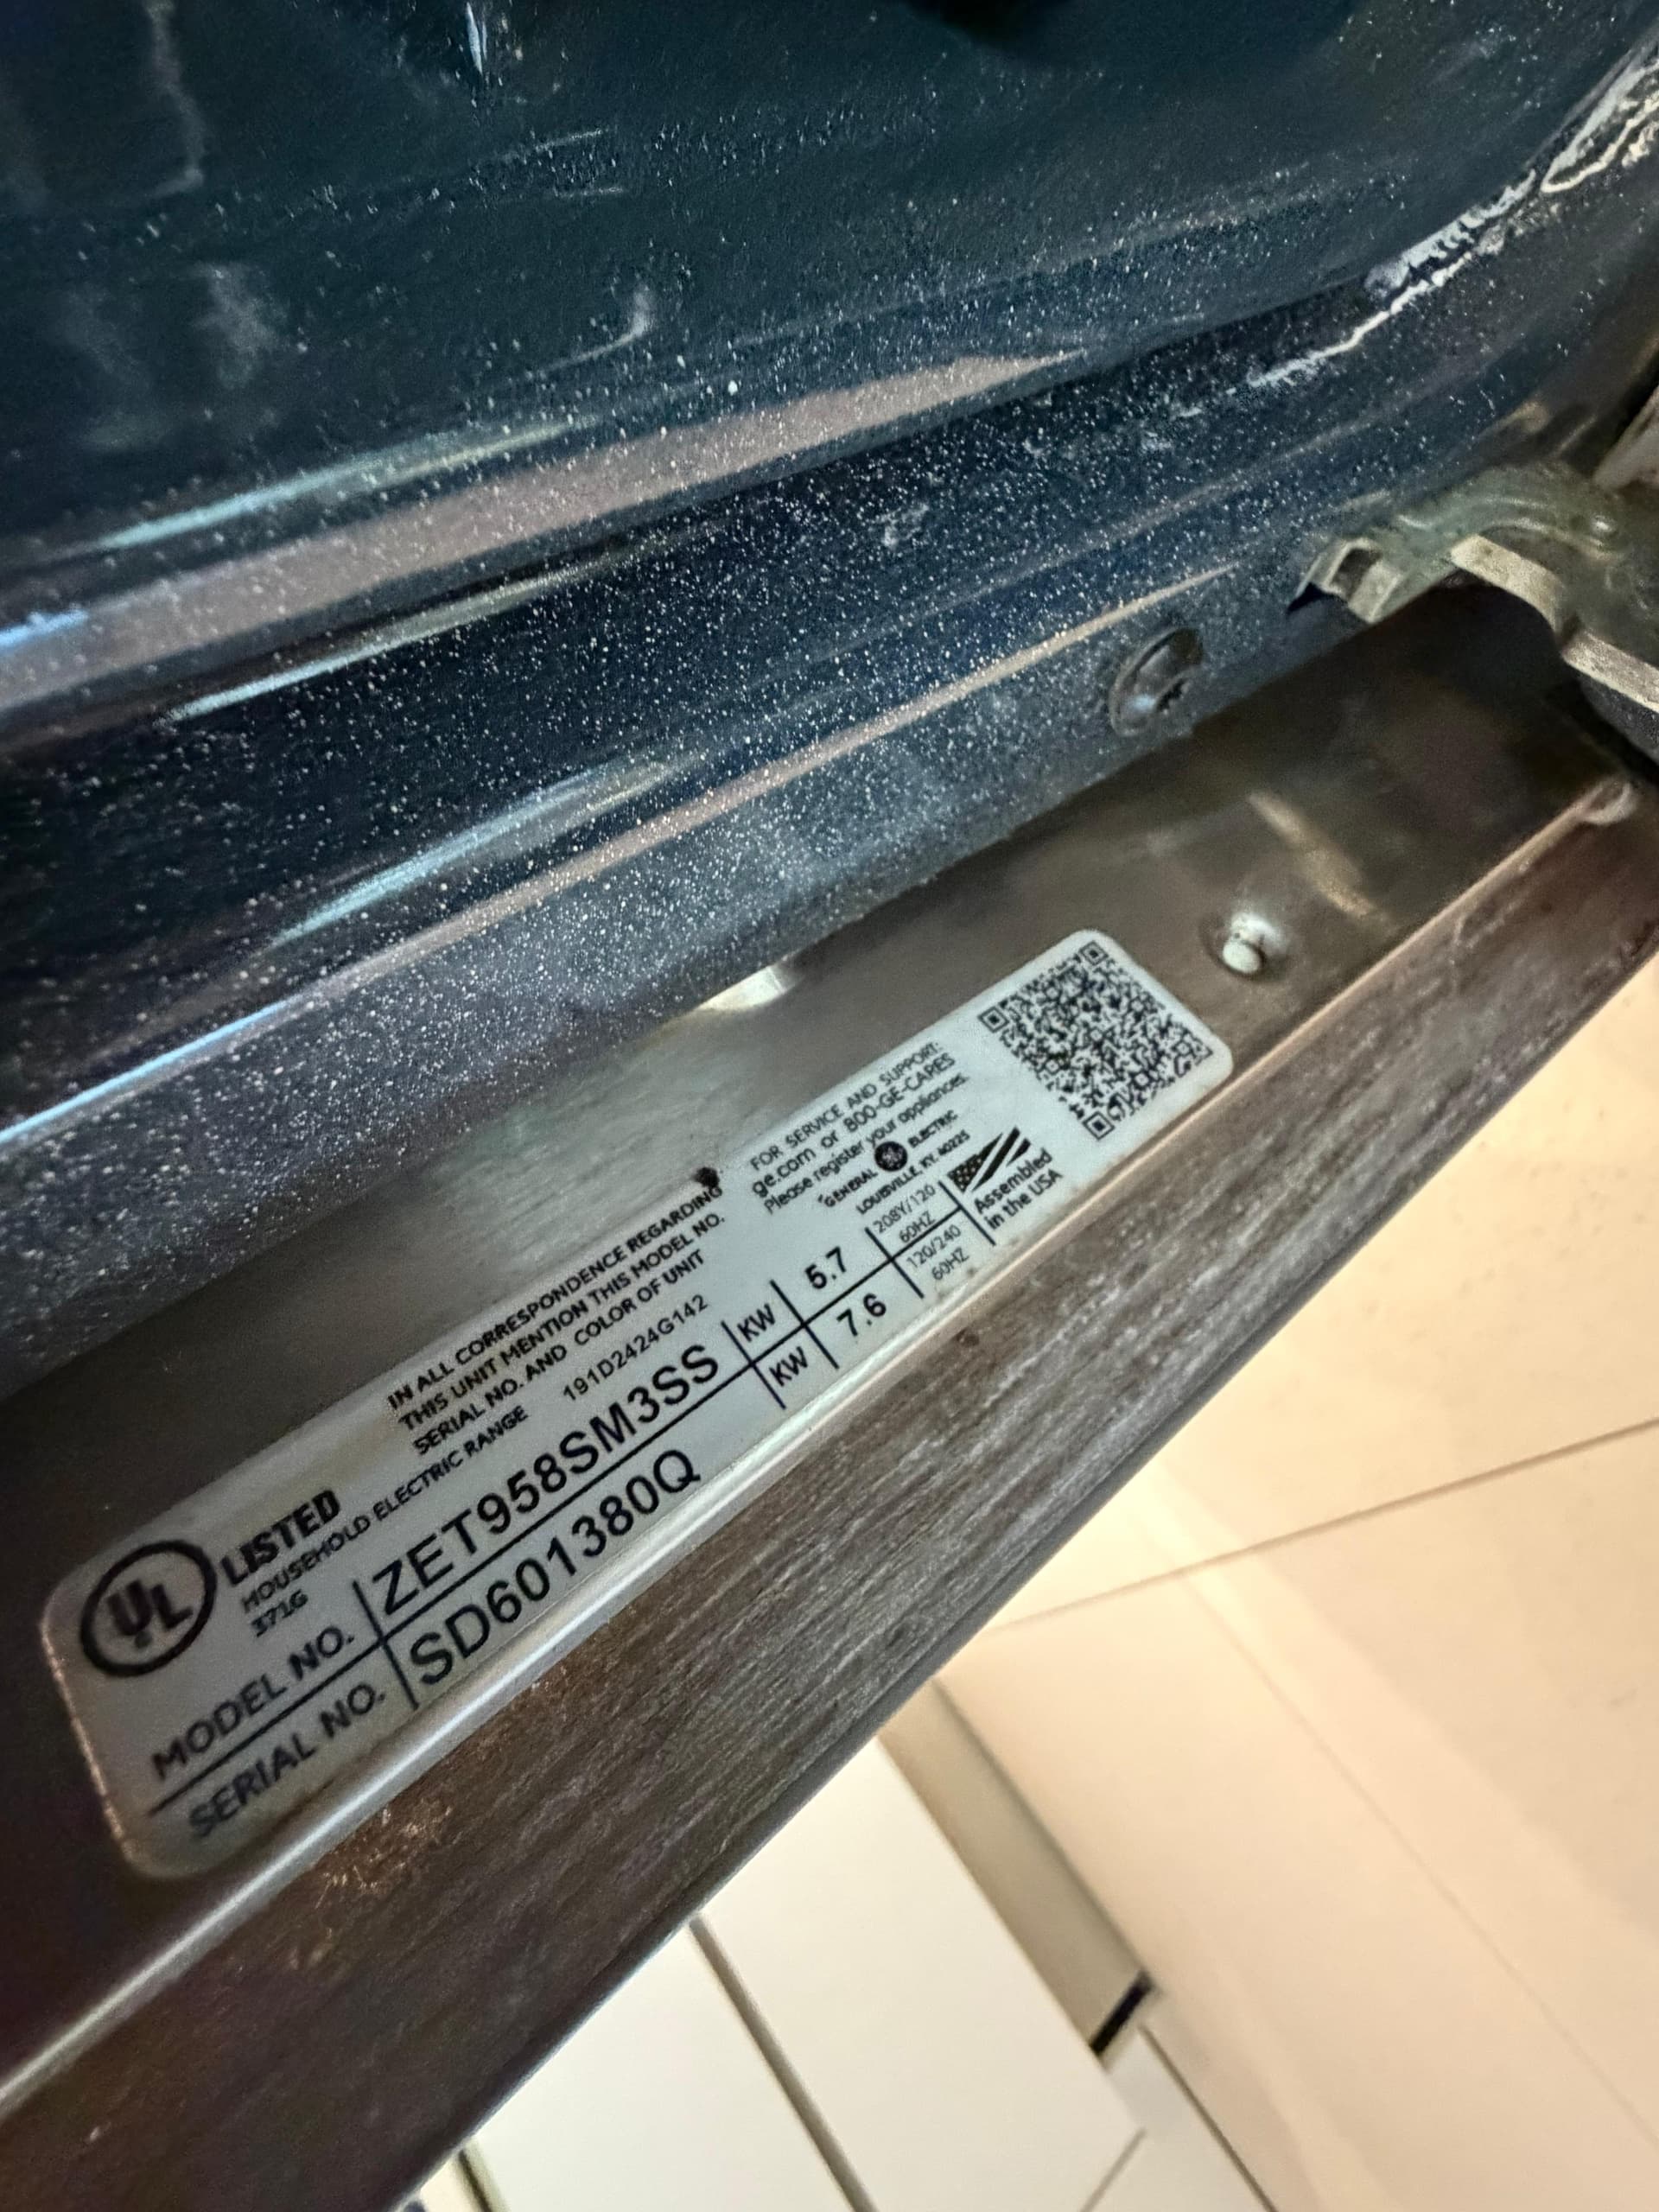 UL
LISTED
HOUSEHOLD ELECTRIC RANGE
371G
IN ALL CORRESPONDENCE REGARDING
THIS UNIT MENTION THIS MODEL NO.
SERIAL NO. AND COLOR OF UNIT
191D2424G142
MODEL NO. ZET958SM3SS
SERIAL NO. SD601380Q
KW 5.7 208Y/120 60HZ
KW 7.6 120/240 60HZ
FOR SERVICE AND SUPPORT:
ge.com or 800-GE-CARES
Please register your appliances.
GENERAL GE ELECTRIC
LOUISVILLE, KY 40225
Assembled
in the USA